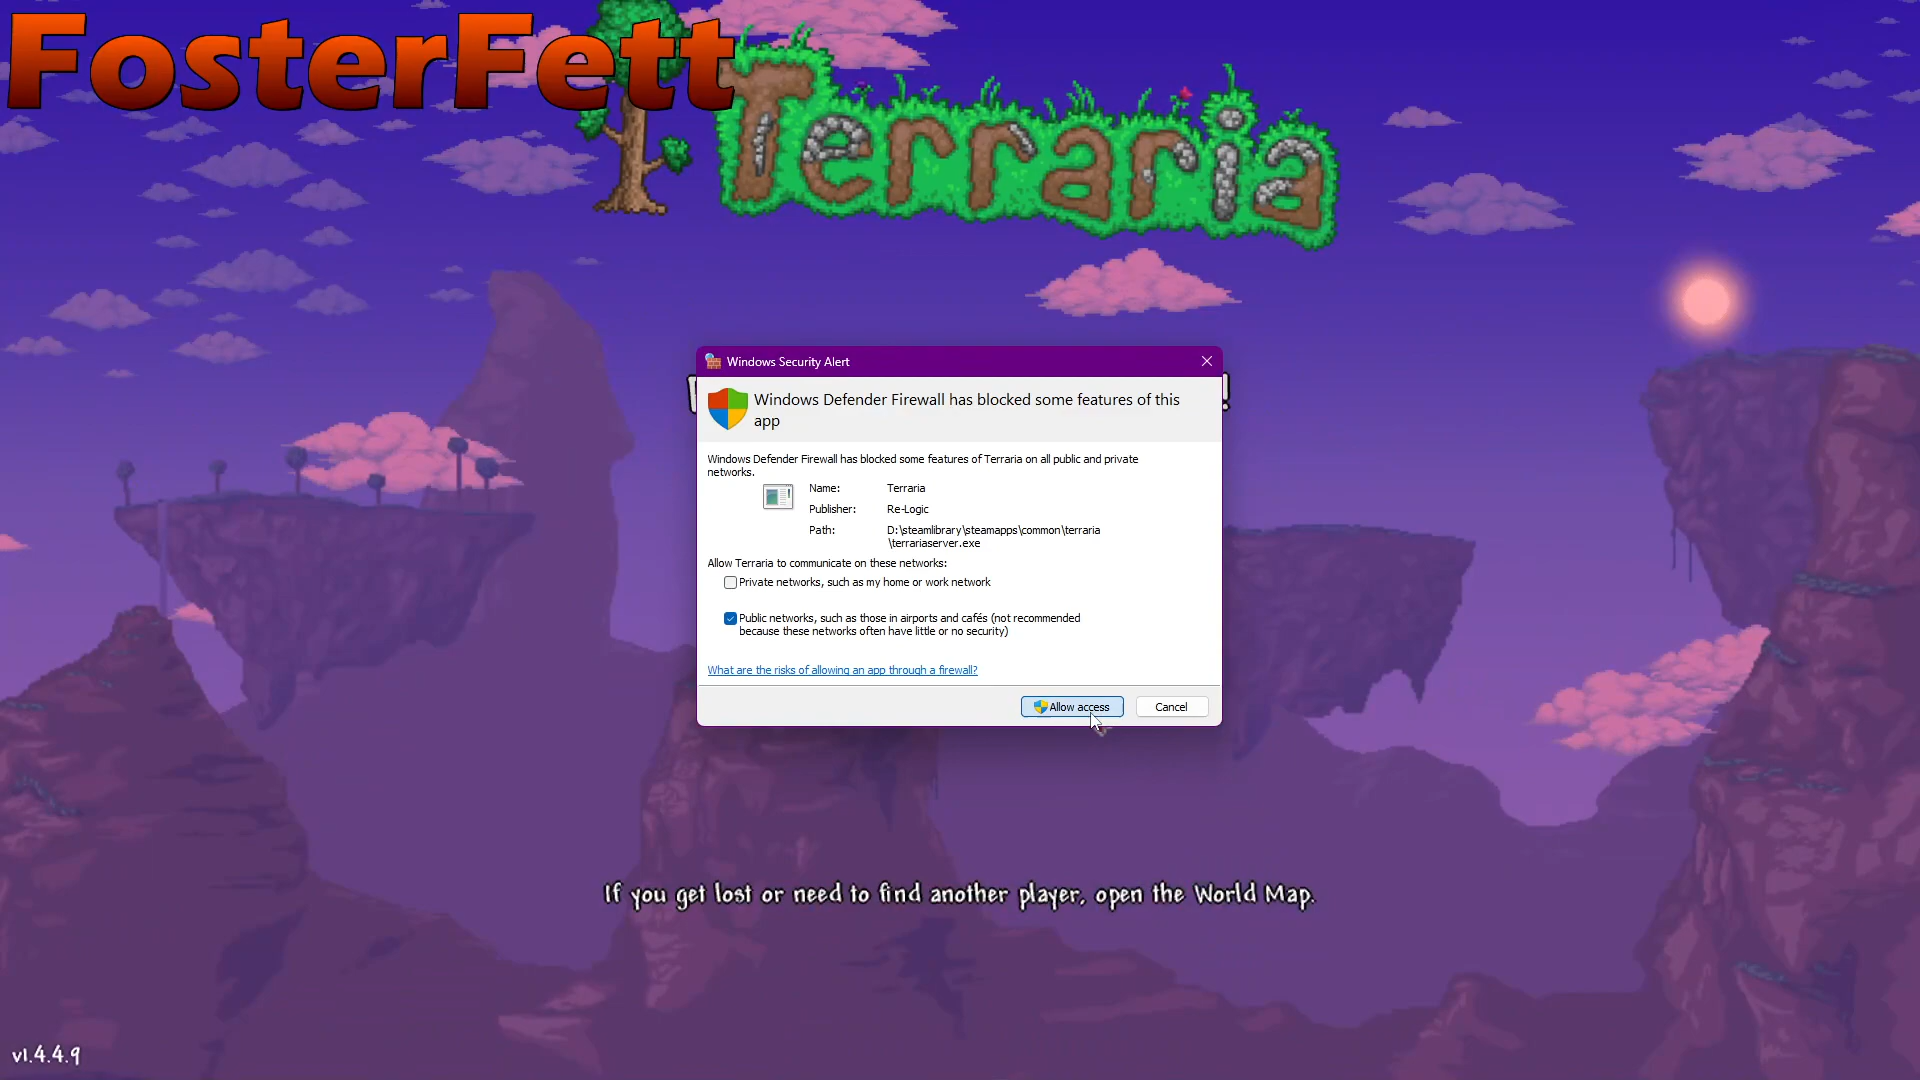 FosterFett
Terraria
Windows Security Alert
Windows Defender Firewall has blocked some features of this
app
Windows Defender Firewall has blocked some features of Terraria on all public and private
networks.
Name: Terraria
Publisher: Re-Logic
Path: D:\steamlibrary\steamapps\common\terraria
\terrariaserver.exe
Allow Terraria to communicate on these networks:
Private networks, such as my home or work network
Public networks, such as those in airports and cafés (not recommended
because these networks often have little or no security)
What are the risks of allowing an app through a firewall?
Allow access
Cancel
If you get lost or need to find another player, open the World Map.
v1.4.4.9